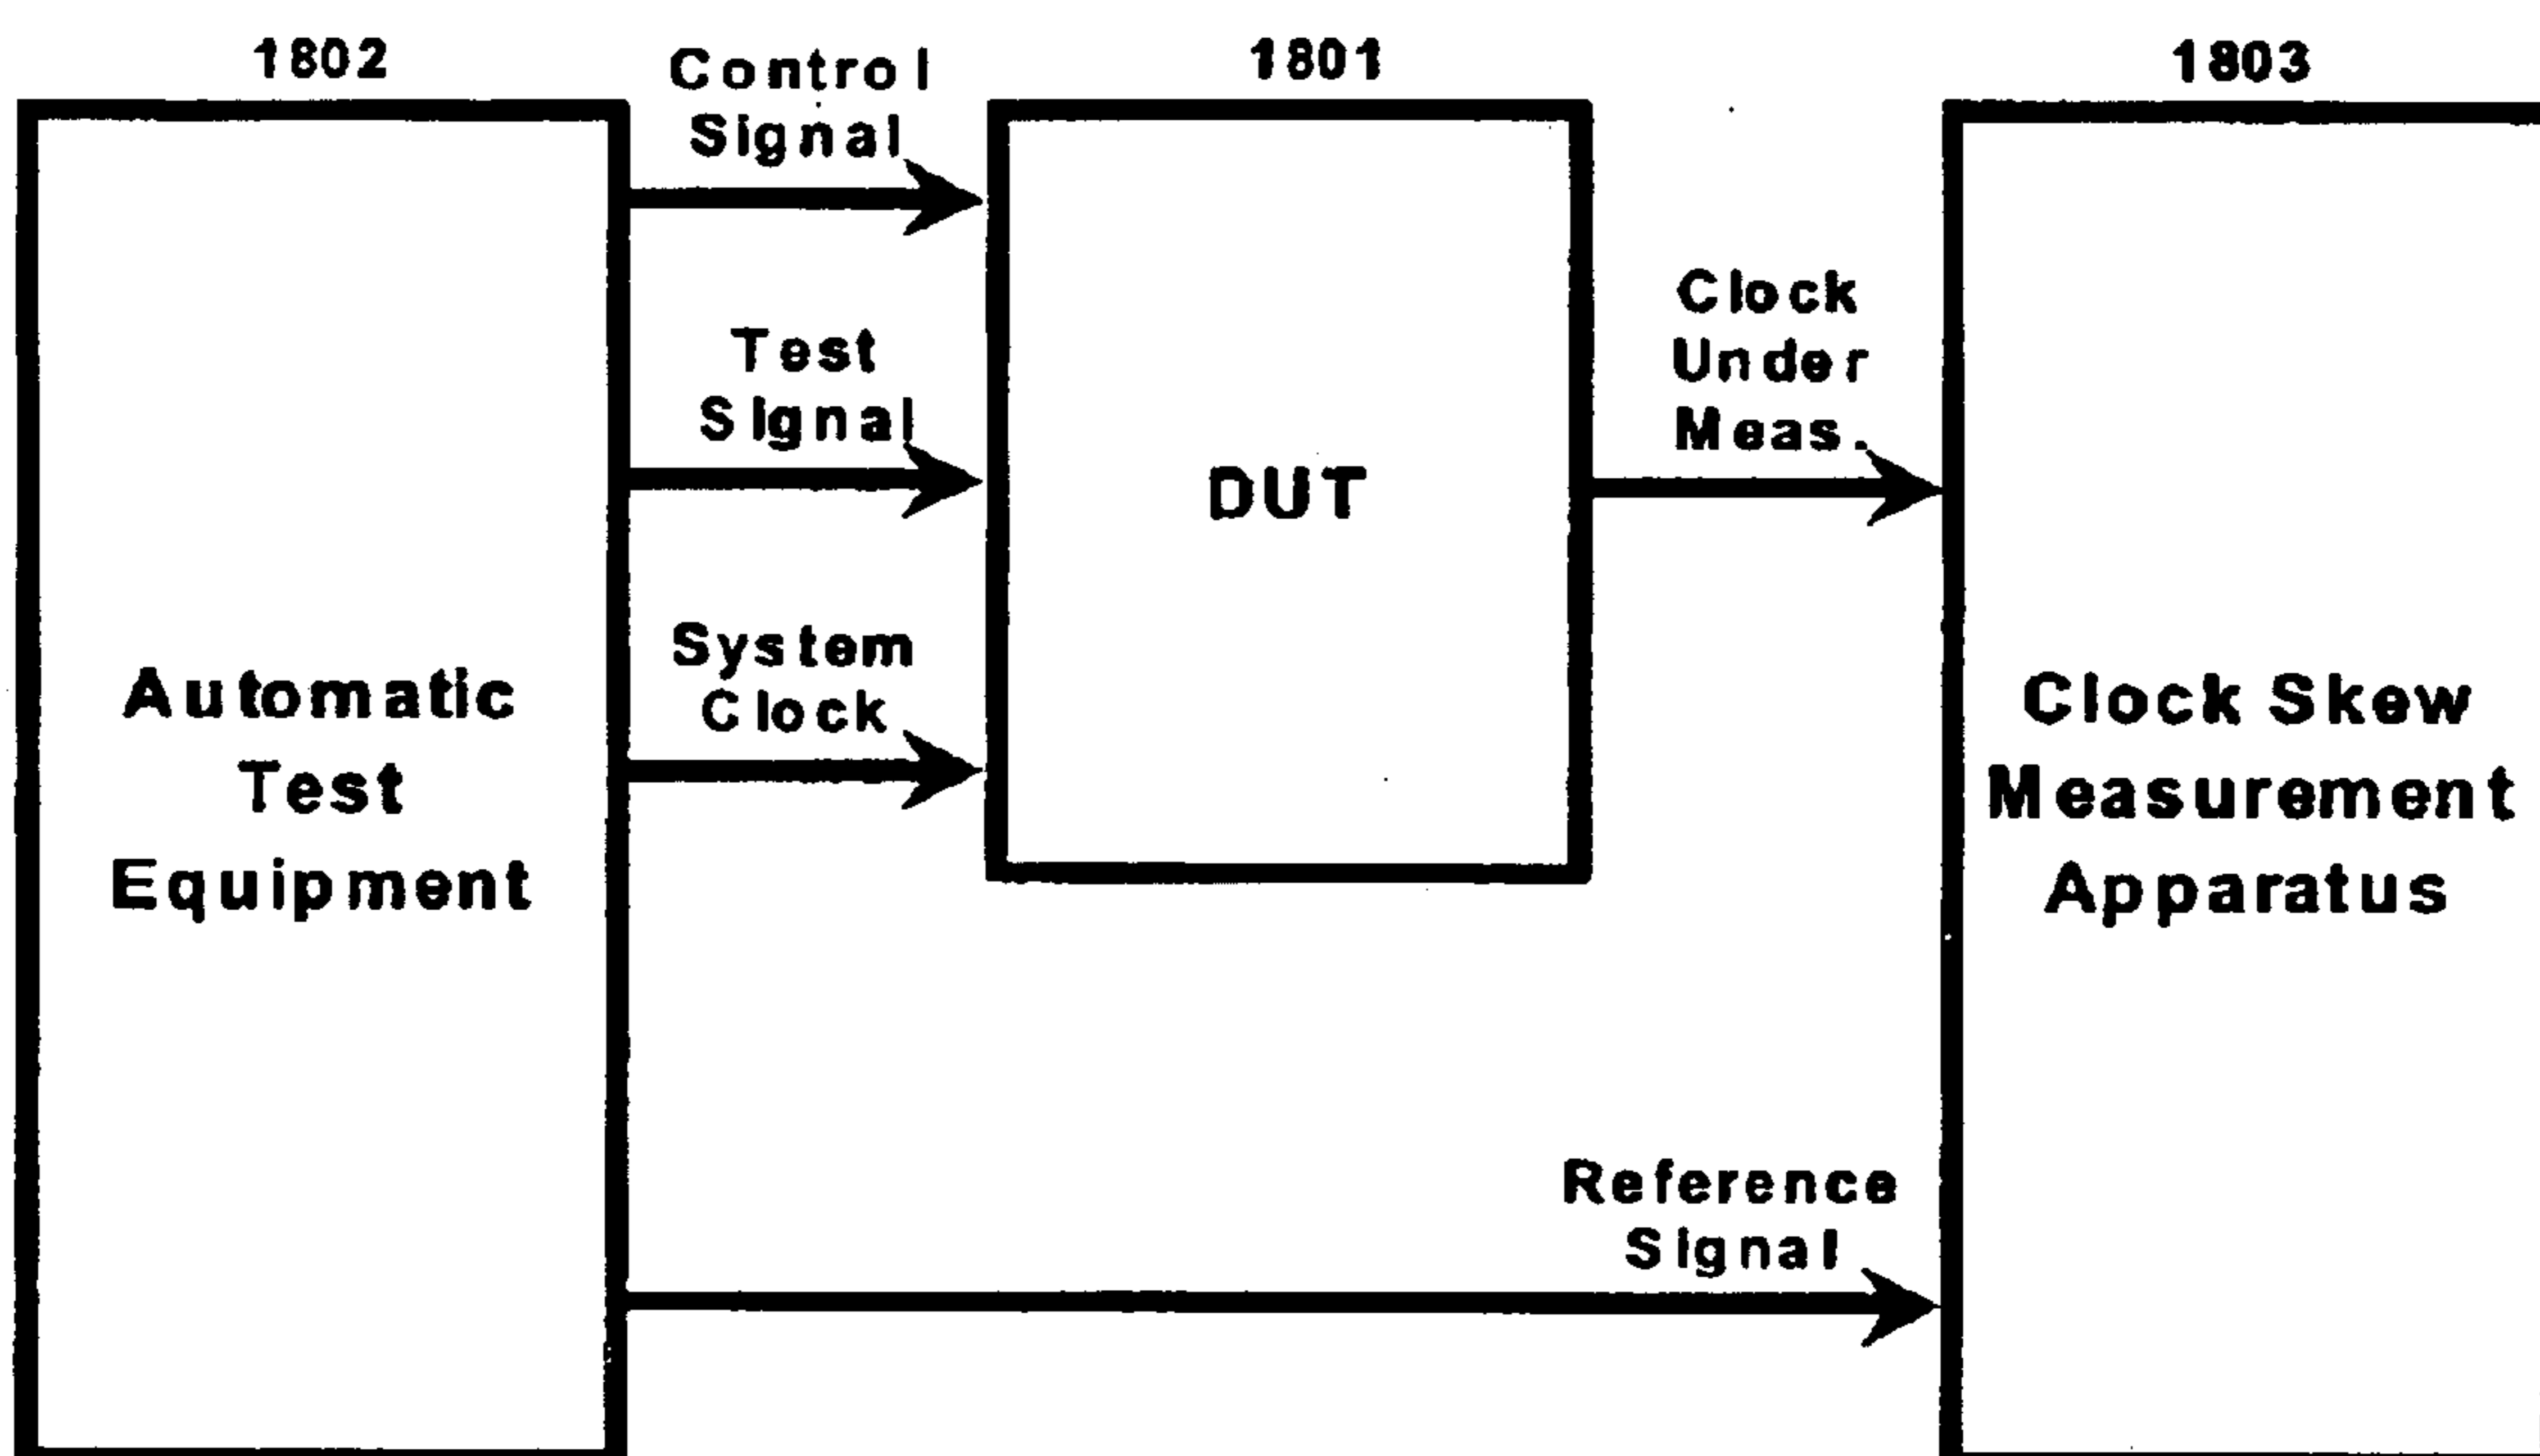 1802
Control
Signal
1801
1803
Test
Signal
Clock
Under
Meas.
DUT
System
Clock
Automatic
Test
Equipment
Clock Skew
Measurement
Apparatus
Reference
Signal